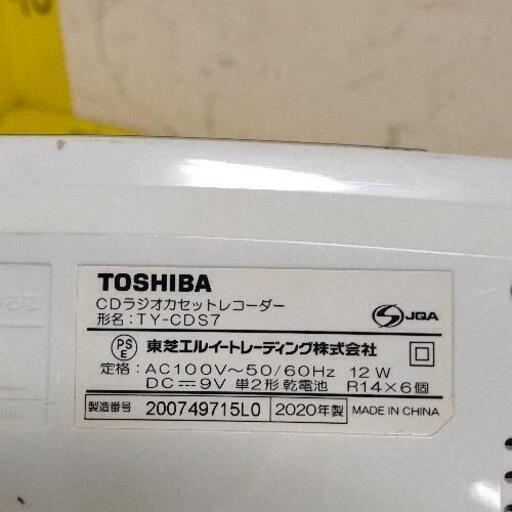 TOSHIBA
CDラジオカセットレコーダー
形名:TY-CDS7
JQA
PS
E
東芝エルイートレーディング株式会社
定格:AC100V~50/60Hz 12W
DC⎓9V 単2形乾電池 R14×6個
製造番号 200749715L0 2020年製 MADE IN CHINA